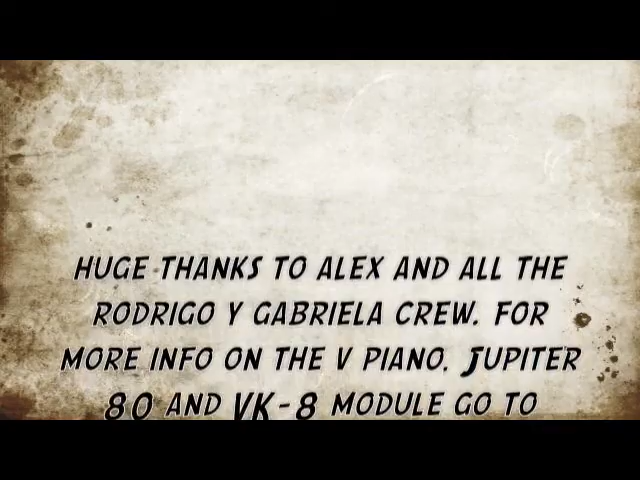 HUGE THANKS TO ALEX AND ALL THE
RODRIGO Y GABRIELA CREW. FOR
MORE INFO ON THE V PIANO. JUPITER
80 AND VK-8 MODULE GO TO